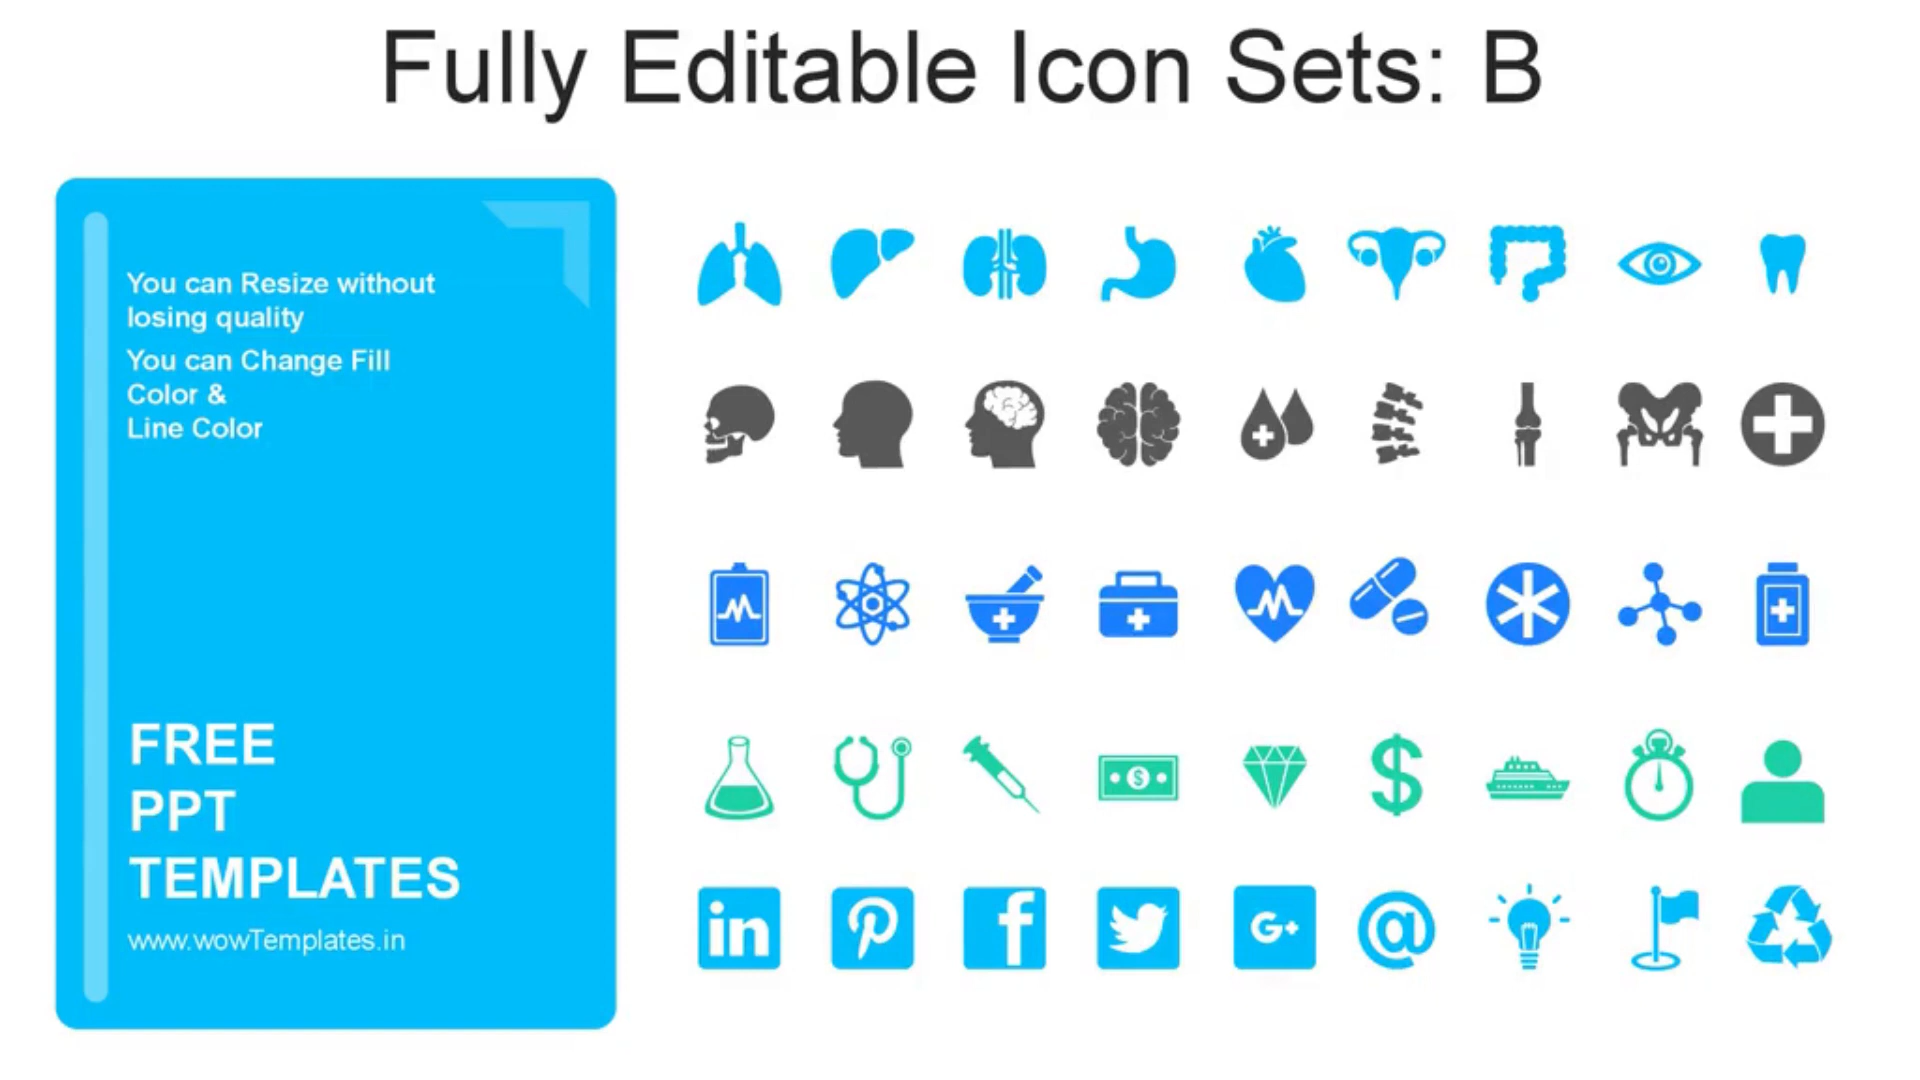 Fully Editable Icon Sets: B
You can Resize without
losing quality
You can Change Fill
Color &
Line Color
FREE
PPT
TEMPLATES
www.wowTemplates.in
$
$
in
P
f
G+
@